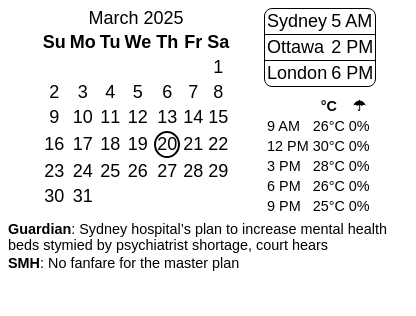 March 2025
Su Mo Tu We Th Fr Sa
1
2 3 4 5 6 7 8
9 10 11 12 13 14 15
16 17 18 19 20 21 22
23 24 25 26 27 28 29
30 31
Sydney 5 AM
Ottawa 2 PM
London 6 PM
°C ☂
9 AM 26°C 0%
12 PM 30°C 0%
3 PM 28°C 0%
6 PM 26°C 0%
9 PM 25°C 0%
Guardian: Sydney hospital’s plan to increase mental health
beds stymied by psychiatrist shortage, court hears
SMH: No fanfare for the master plan